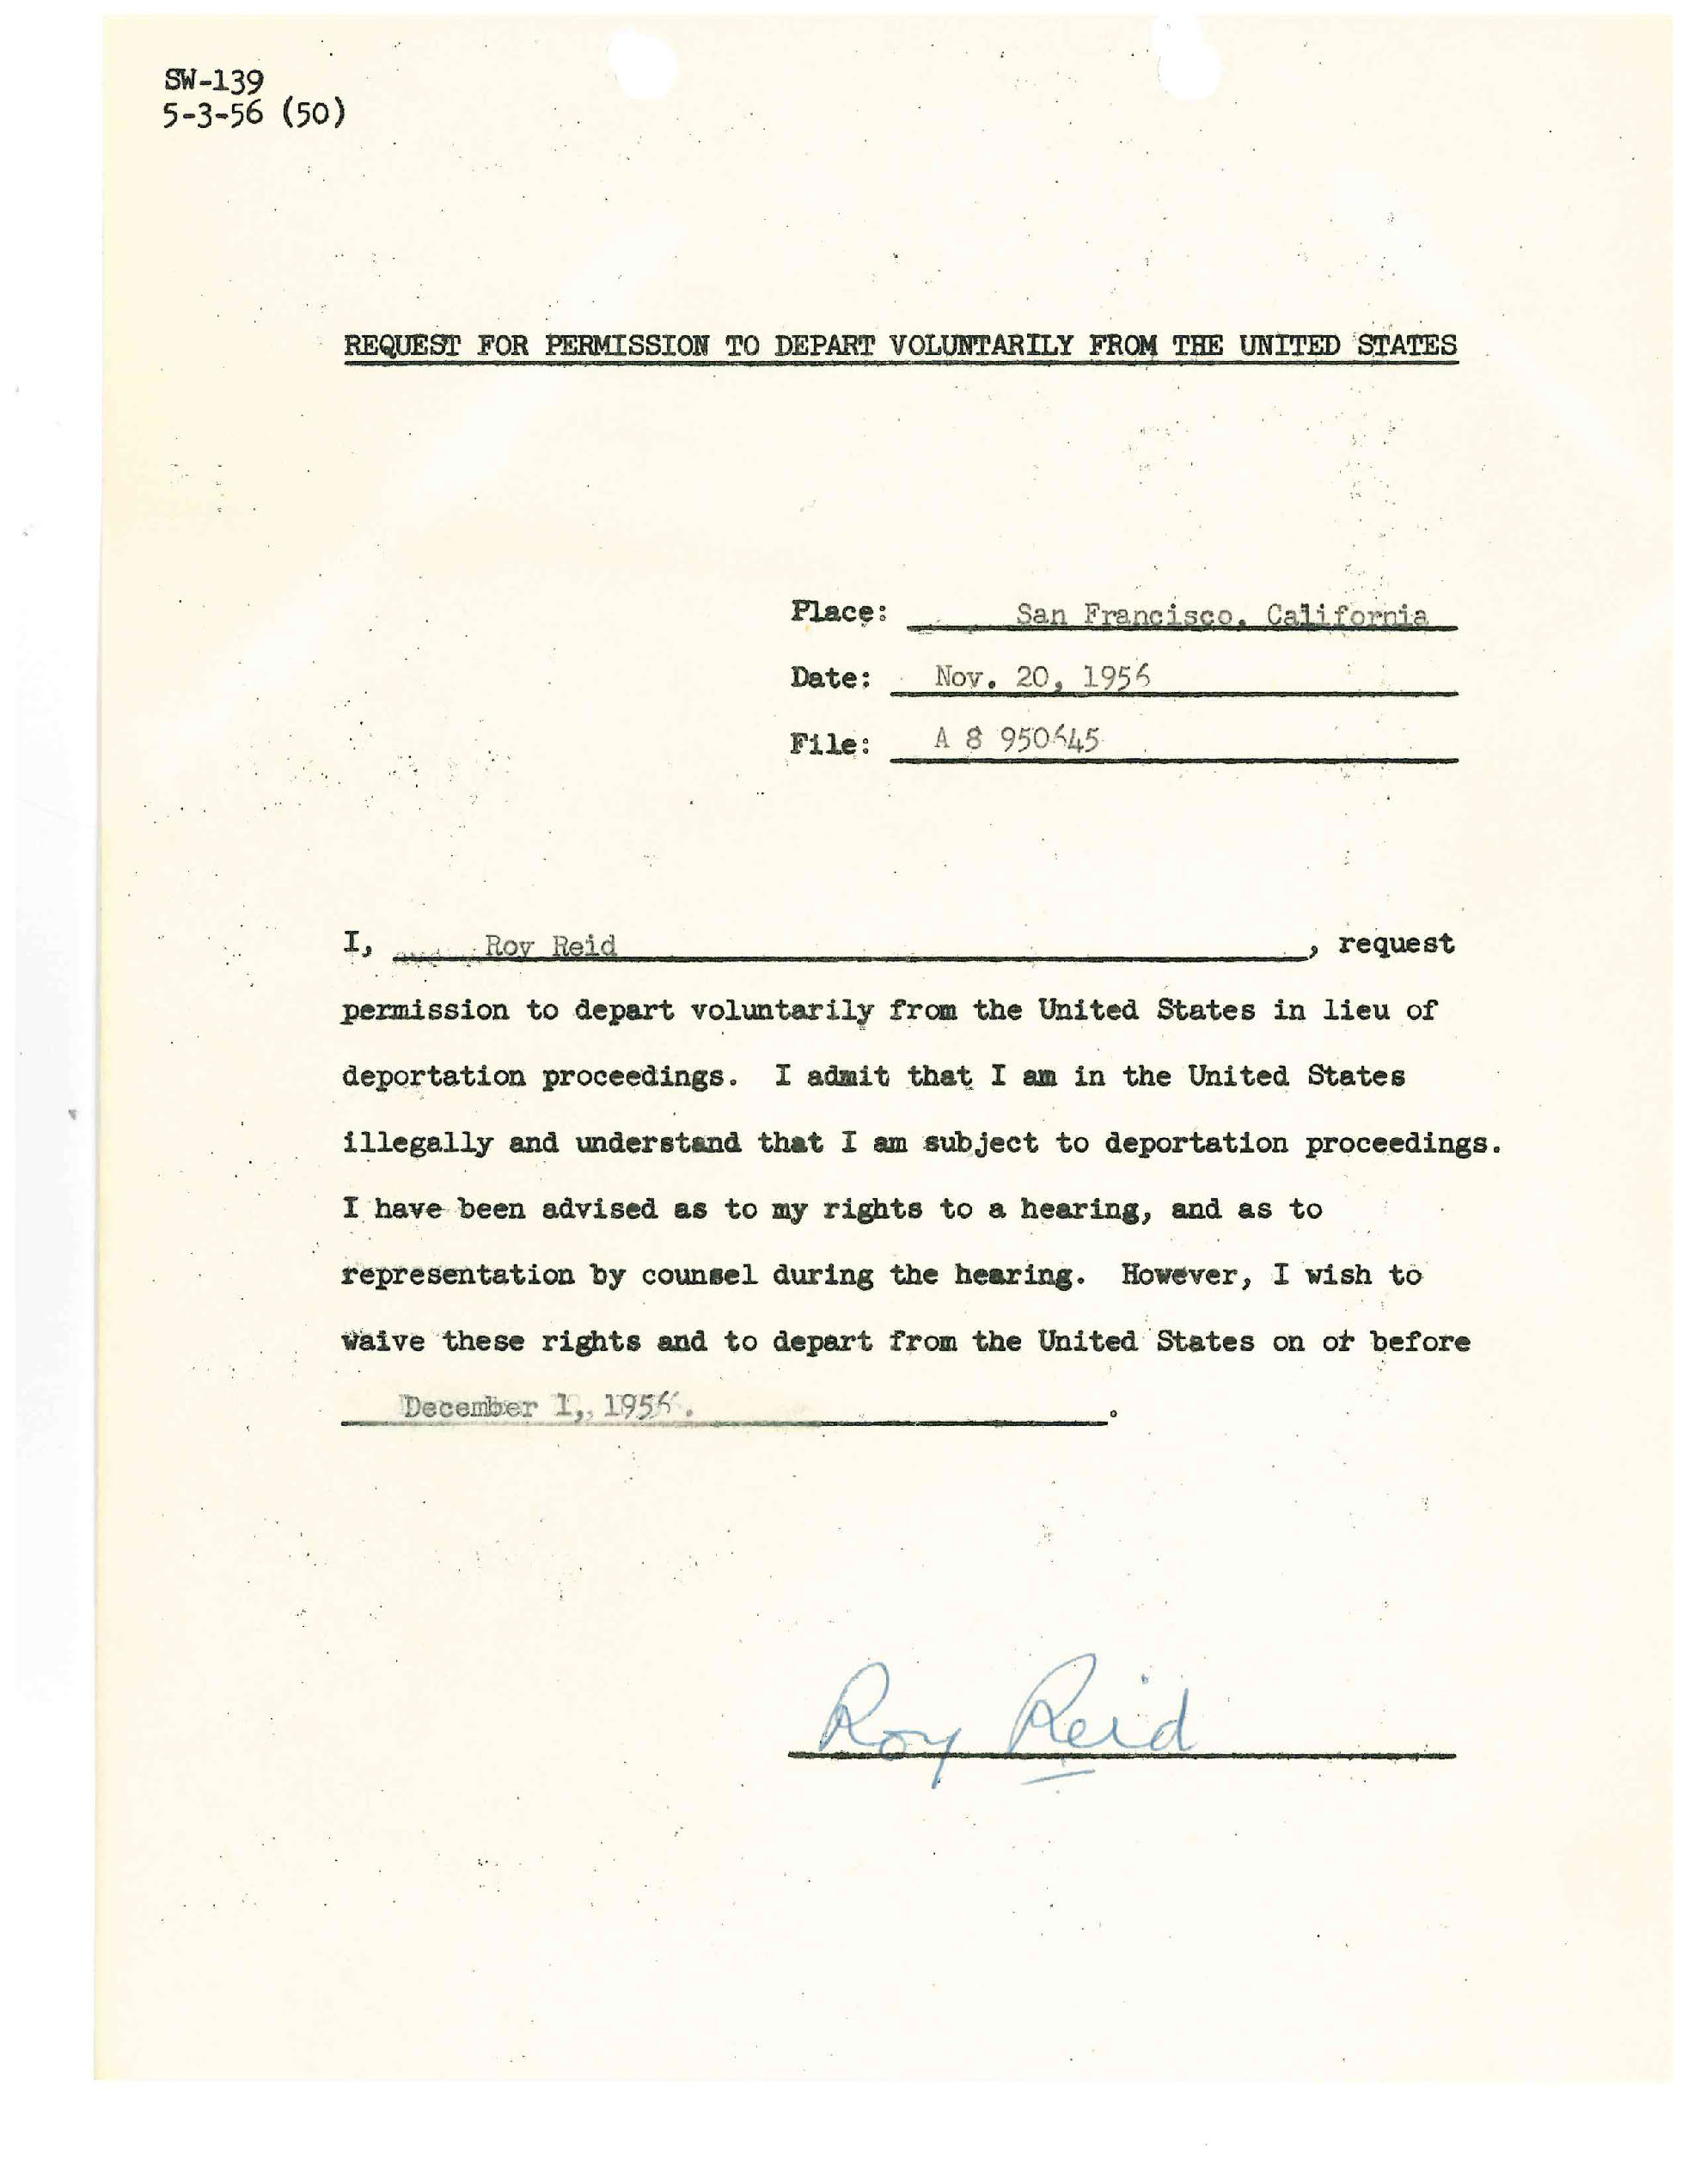 SW-139
5-3-56 (50)
REQUEST FOR PERMISSION TO DEPART VOLUNTARILY FROM THE UNITED STATES
Place: San Francisco, California
Date: Nov. 20, 1956
File: A 8 950645
I, Roy Reid, request
permission to depart voluntarily from the United States in lieu of
deportation proceedings. I admit that I am in the United States
illegally and understand that I am subject to deportation proceedings.
I have been advised as to my rights to a hearing, and as to
representation by counsel during the hearing. However, I wish to
waive these rights and to depart from the United States on or before
December 1, 1956. .
Roy Reid